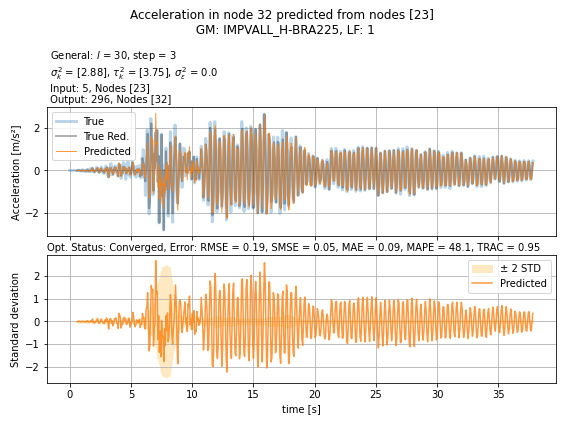 Acceleration in node 32 predicted from nodes [23]
GM: IMPVALL_H-BRA225, LF: 1
General: l = 30, step = 3
σ²ₖ = [2.88], τ²ₖ = [3.75], σ²ₑ = 0.0
Input: 5, Nodes [23]
Output: 296, Nodes [32]
True
True Red.
Predicted
Acceleration [m/s²]
2
0
−2
Opt. Status: Converged, Error: RMSE = 0.19, SMSE = 0.05, MAE = 0.09, MAPE = 48.1, TRAC = 0.95
± 2 STD
Predicted
Standard deviation
2
1
0
−1
−2
0 5 10 15 20 25 30 35
time [s]